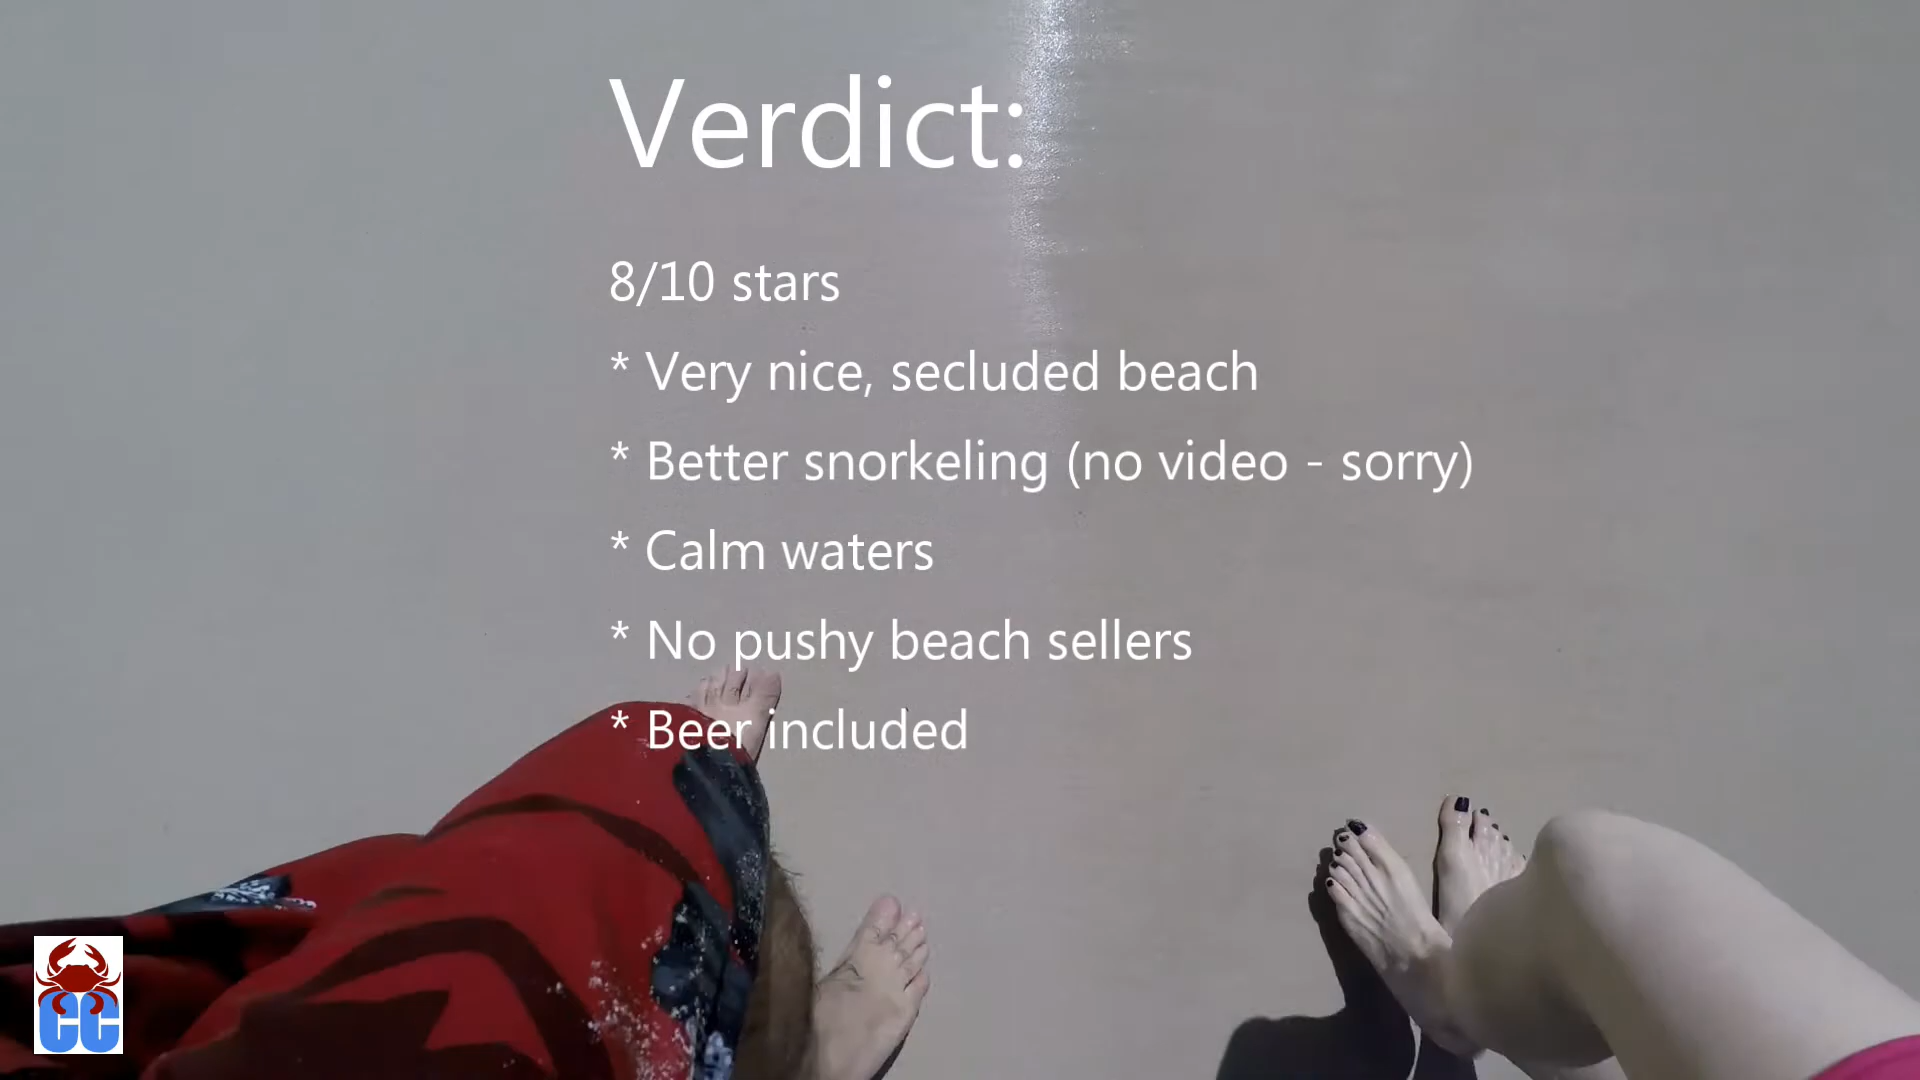 Verdict:
8/10 stars
* Very nice, secluded beach
* Better snorkeling (no video - sorry)
* Calm waters
* No pushy beach sellers
* Beer included
CC